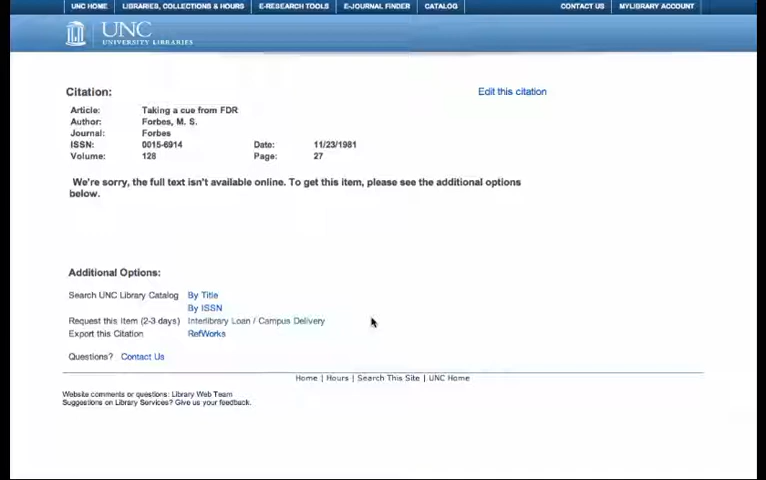 UNC HOME LIBRARIES, COLLECTIONS & HOURS E-RESEARCH TOOLS E-JOURNAL FINDER CATALOG CONTACT US MYLIBRARY ACCOUNT
UNC
UNIVERSITY LIBRARIES
Citation: Edit this citation
Article: Taking a cue from FDR
Author: Forbes, M. S.
Journal: Forbes
ISSN: 0015-6914 Date: 11/23/1981
Volume: 128 Page: 27
We're sorry, the full text isn't available online. To get this item, please see the additional options
below.
Additional Options:
Search UNC Library Catalog By Title
By ISSN
Request this item (2-3 days) Interlibrary Loan / Campus Delivery
Export this Citation RefWorks
Questions? Contact Us
Home | Hours | Search This Site | UNC Home
Website comments or questions: Library Web Team
Suggestions on Library Services? Give us your feedback.